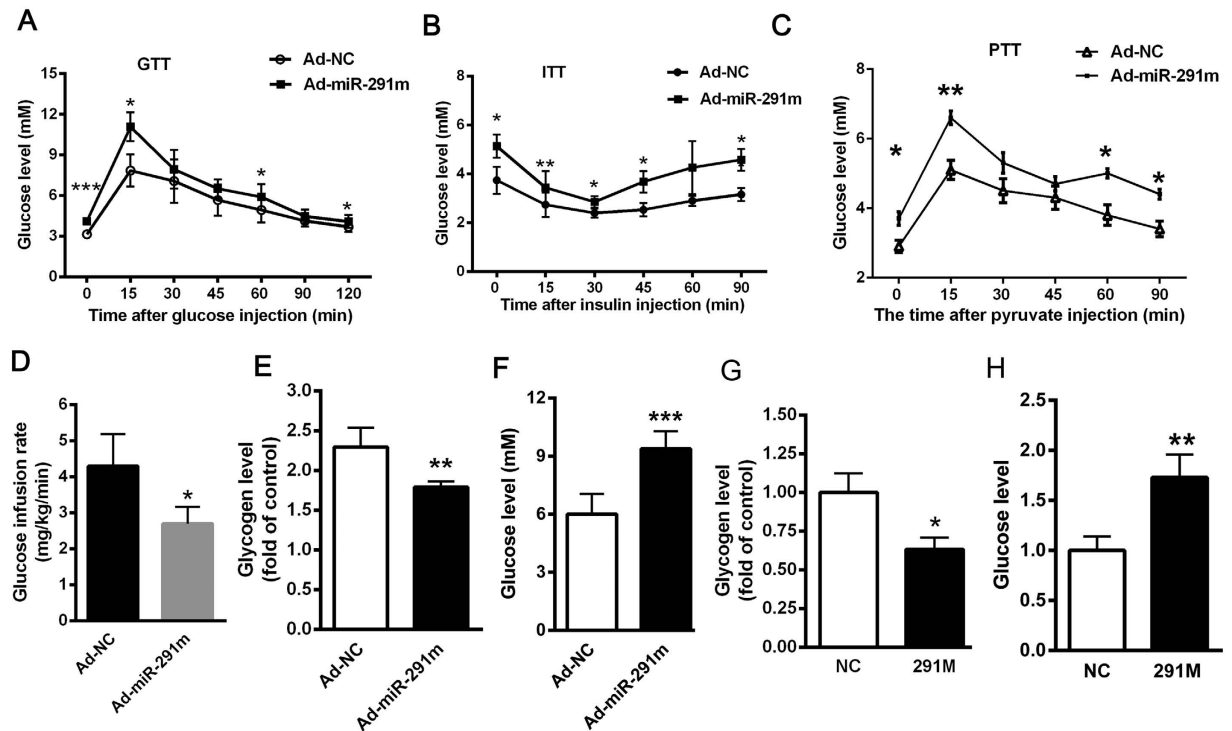 A
GTT
Ad-NC
Ad-miR-291m
Glucose level (mM)
15
12
9
6
3
0
***
*
*
*
0 15 30 45 60 90 120
Time after glucose injection (min)
B
ITT
Ad-NC
Ad-miR-291m
Glucose level (mM)
8
6
4
2
0
*
**
*
*
*
0 15 30 45 60 90
Time after insulin injection (min)
C
PTT
Ad-NC
Ad-miR-291m
Glucose level (mM)
8
6
4
2
*
**
*
*
0 15 30 45 60 90
The time after pyruvate injection (min)
D
Glucose infusion rate
(mg/kg/min)
6
5
4
3
2
1
0
*
Ad-NC
Ad-miR-291m
E
Glycogen level
(fold of control)
3.0
2.5
2.0
1.5
1.0
0.5
0.0
**
Ad-NC
Ad-miR-291m
F
Glucose level (mM)
12
9
6
3
0
***
Ad-NC
Ad-miR-291m
G
Glycogen level
(fold of control)
1.50
1.25
1.00
0.75
0.50
0.25
0.00
*
NC 291M
H
Glucose level
2.5
2.0
1.5
1.0
0.5
0.0
**
NC 291M